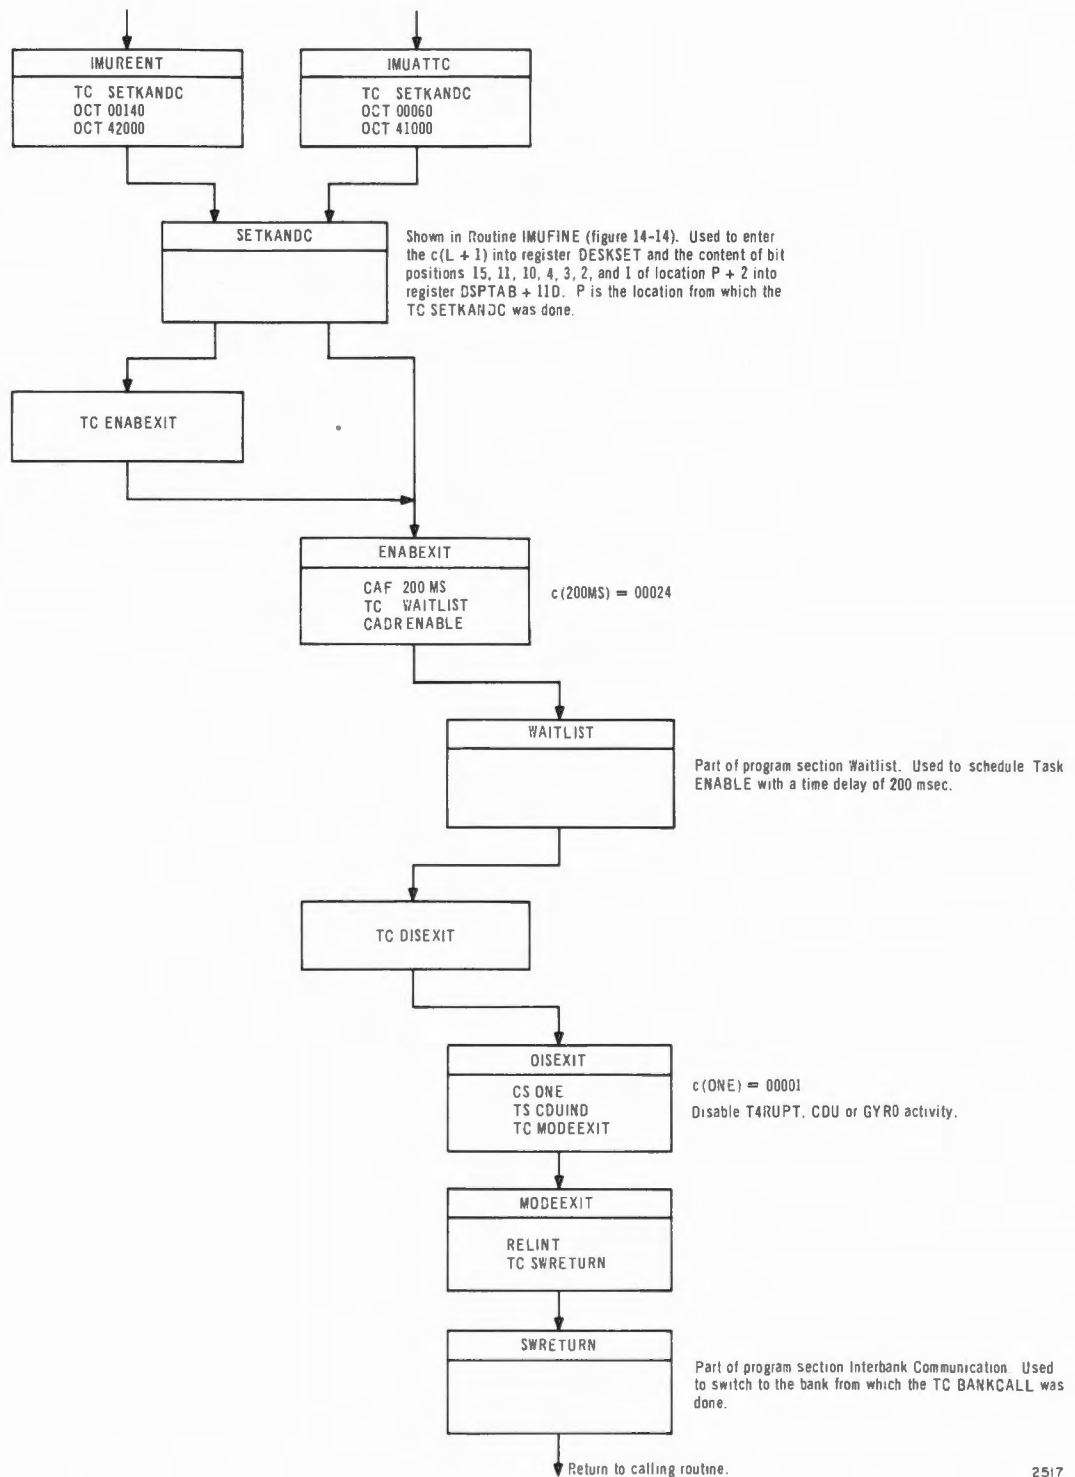 IMUREENT
TC SETKANDC
OCT 00140
OCT 42000
IMUATTC
TC SETKANDC
OCT 00060
OCT 41000
SETKANDC
Shown in Routine IMUFINE (figure 14-14). Used to enter
the c(L + 1) into register DESKSET and the content of bit
positions 15, 11, 10, 4, 3, 2, and 1 of location P + 2 into
register DSPTAB + 11D. P is the location from which the
TC SETKANDC was done.
TC ENABEXIT
ENABEXIT
CAF 200 MS
TC WAITLIST
CADR ENABLE
c(200MS) = 00024
WAITLIST
Part of program section Waitlist. Used to schedule Task
ENABLE with a time delay of 200 msec.
TC DISEXIT
DISEXIT
CS ONE
TS CDUIND
TC MODEEXIT
c(ONE) = 00001
Disable T4RUPT, CDU or GYRO activity.
MODEEXIT
RELINT
TC SWRETURN
SWRETURN
Part of program section Interbank Communication. Used
to switch to the bank from which the TC BANKCALL was
done.
Return to calling routine.
2517